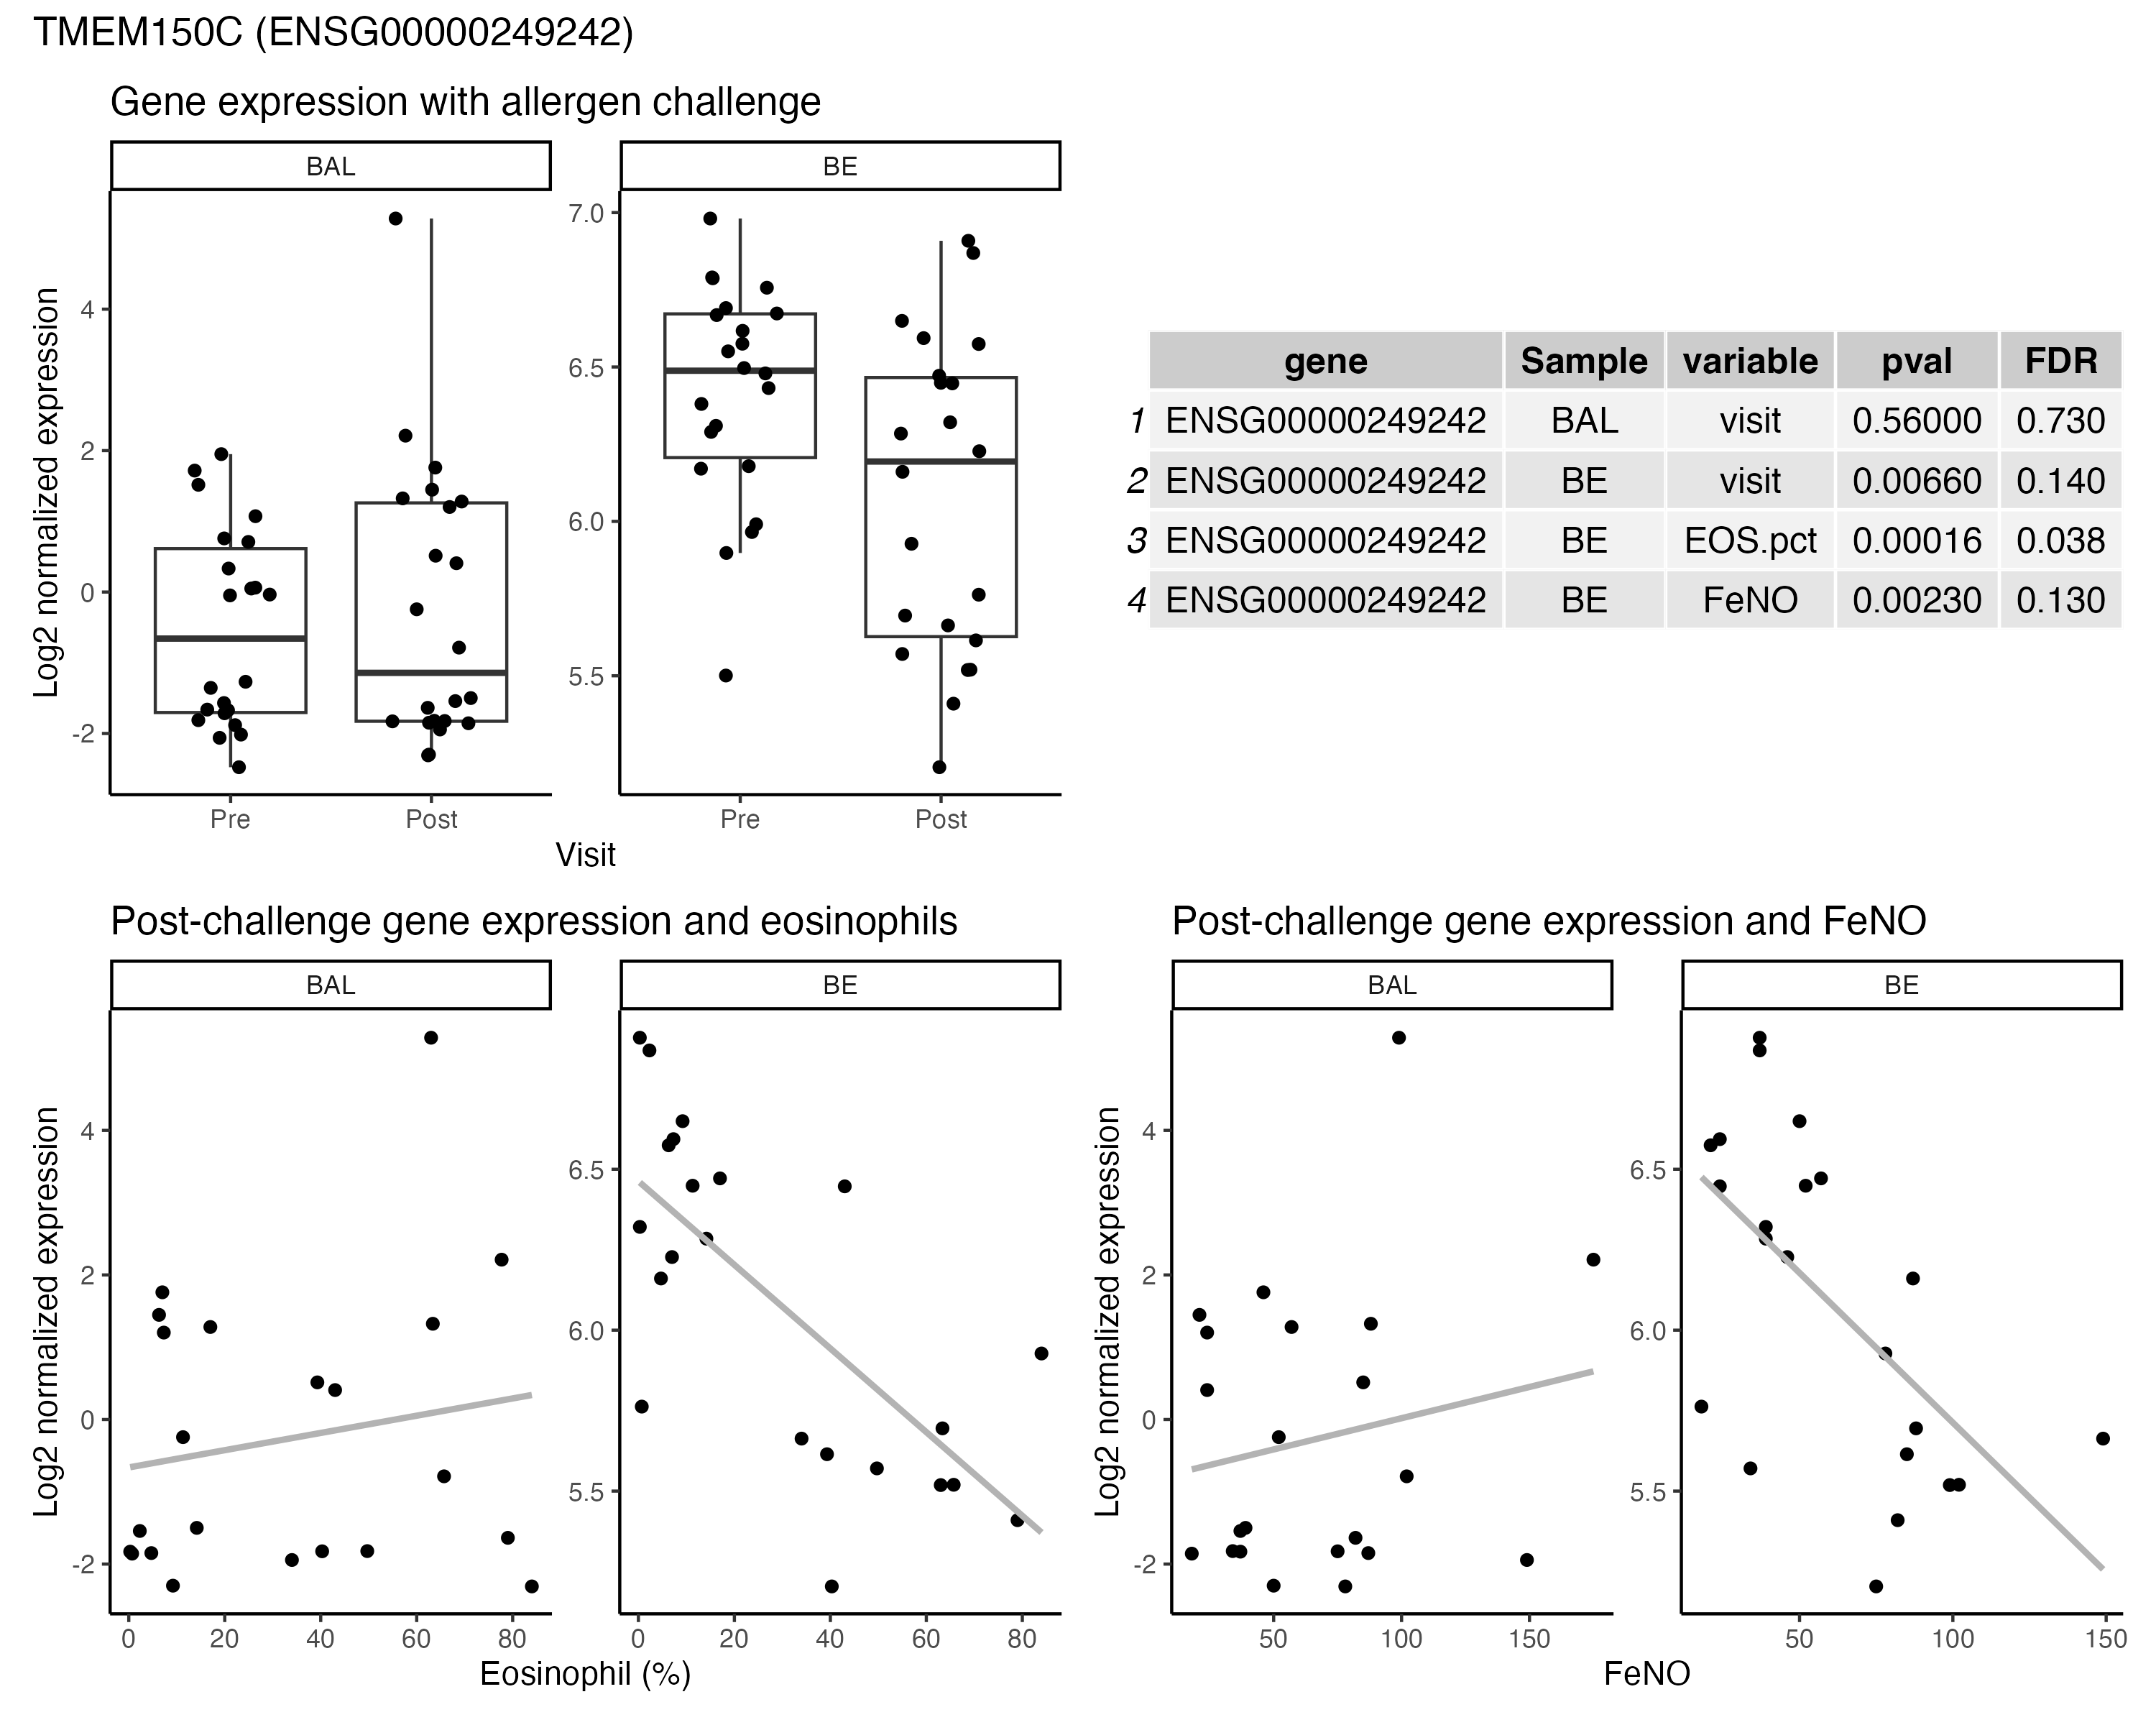 TMEM150C (ENSG00000249242)
Gene expression with allergen challenge
BAL
BE
Log2 normalized expression
4
2
0
-2
7.0
6.5
6.0
5.5
Pre
Post
Pre
Post
Visit
gene Sample variable pval FDR
1 ENSG00000249242 BAL visit 0.56000 0.730
2 ENSG00000249242 BE visit 0.00660 0.140
3 ENSG00000249242 BE EOS.pct 0.00016 0.038
4 ENSG00000249242 BE FeNO 0.00230 0.130
Post-challenge gene expression and eosinophils
BAL
BE
Log2 normalized expression
4
2
0
-2
6.5
6.0
5.5
0 20 40 60 80
0 20 40 60 80
Eosinophil (%)
Post-challenge gene expression and FeNO
BAL
BE
Log2 normalized expression
4
2
0
-2
6.5
6.0
5.5
50 100 150
50 100 150
FeNO